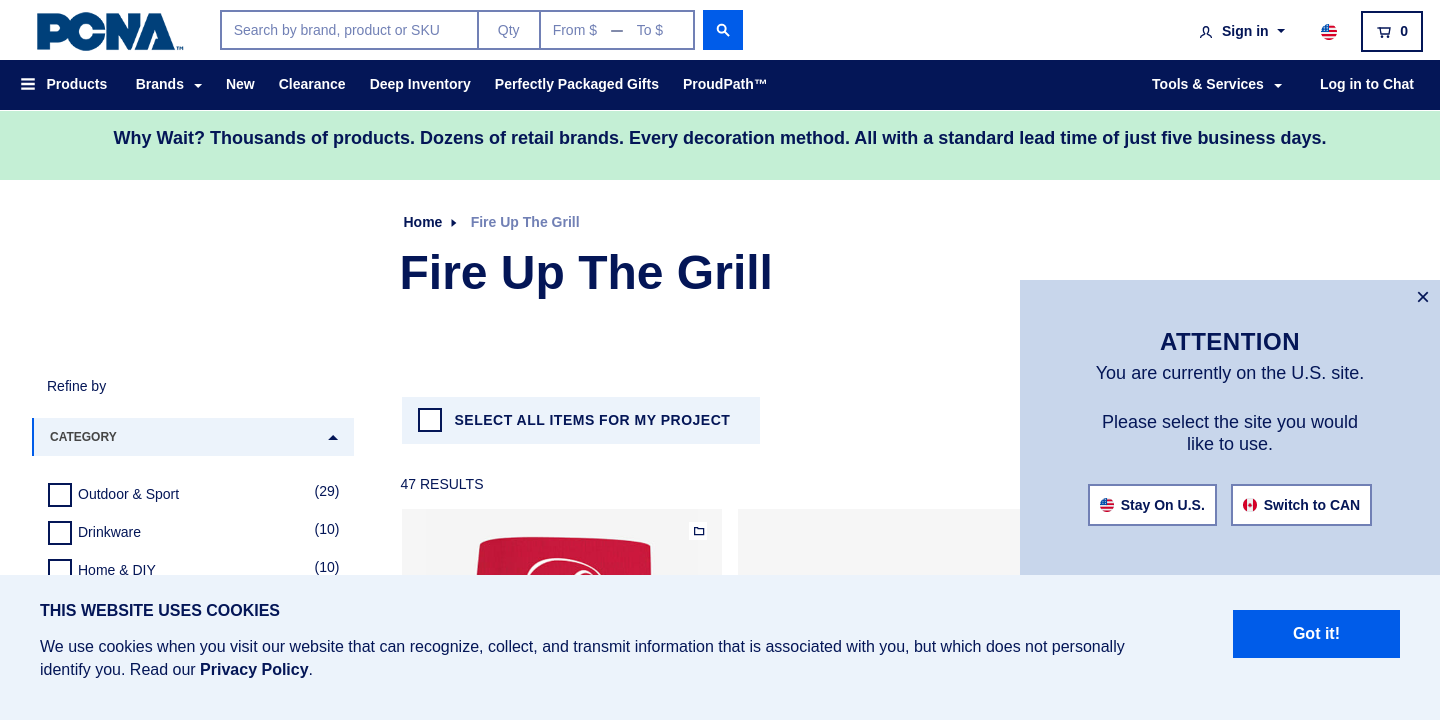 PCNA™
Search by brand, product or SKU
Qty
From $ — To $
Sign in
0
Products
Brands
New
Clearance
Deep Inventory
Perfectly Packaged Gifts
ProudPath™
Tools & Services
Log in to Chat
Why Wait? Thousands of products. Dozens of retail brands. Every decoration method. All with a standard lead time of just five business days.
Home
Fire Up The Grill
Fire Up The Grill
Refine by
CATEGORY
Outdoor & Sport (29)
Drinkware (10)
Home & DIY (10)
SELECT ALL ITEMS FOR MY PROJECT
47 RESULTS
ATTENTION
You are currently on the U.S. site.
Please select the site you would
like to use.
Stay On U.S.
Switch to CAN
THIS WEBSITE USES COOKIES
We use cookies when you visit our website that can recognize, collect, and transmit information that is associated with you, but which does not personally
identify you. Read our Privacy Policy.
Got it!